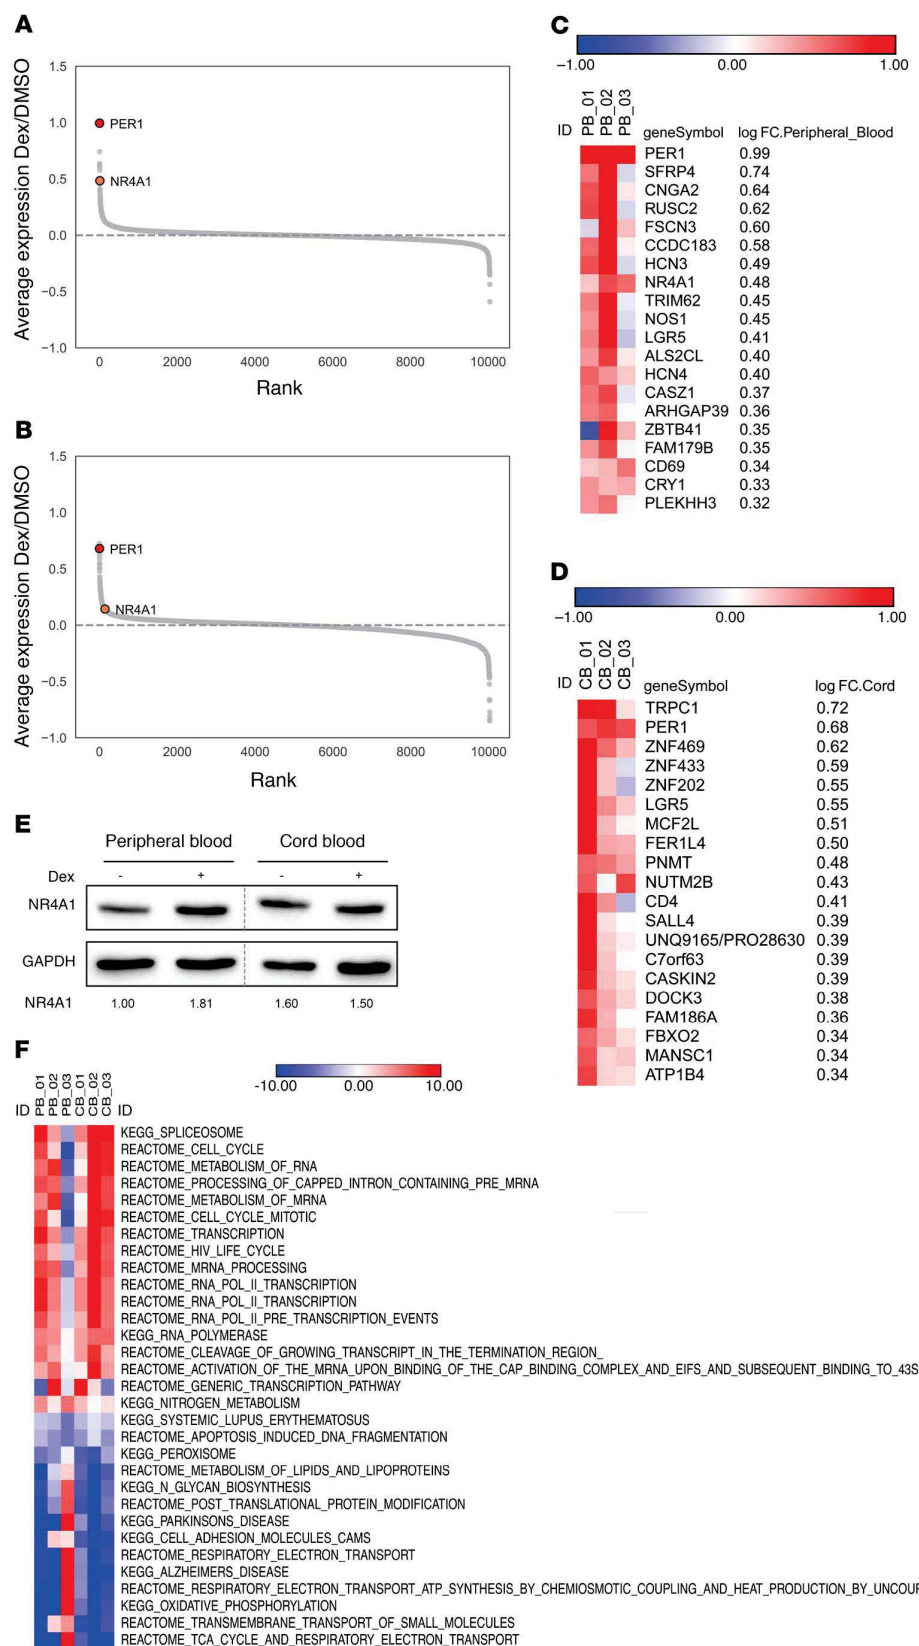 A
Average expression Dex/DMSO
1.5
1.0
0.5
0.0
−0.5
−1.0
PER1
NR4A1
0 2000 4000 6000 8000 10000
Rank
B
Average expression Dex/DMSO
1.5
1.0
0.5
0.0
−0.5
−1.0
PER1
NR4A1
0 2000 4000 6000 8000 10000
Rank
C
−1.00 0.00 1.00
PB_01 PB_02 PB_03
ID geneSymbol log FC.Peripheral_Blood
PER1 0.99
SFRP4 0.74
CNGA2 0.64
RUSC2 0.62
FSCN3 0.60
CCDC183 0.58
HCN3 0.49
NR4A1 0.48
TRIM62 0.45
NOS1 0.45
LGR5 0.41
ALS2CL 0.40
HCN4 0.40
CASZ1 0.37
ARHGAP39 0.36
ZBTB41 0.35
FAM179B 0.35
CD69 0.34
CRY1 0.33
PLEKHH3 0.32
D
−1.00 0.00 1.00
CB_01 CB_02 CB_03
ID geneSymbol log FC.Cord
TRPC1 0.72
PER1 0.68
ZNF469 0.62
ZNF433 0.59
ZNF202 0.55
LGR5 0.55
MCF2L 0.51
FER1L4 0.50
PNMT 0.48
NUTM2B 0.43
CD4 0.41
SALL4 0.39
UNQ9165/PRO28630 0.39
C7orf63 0.39
CASKIN2 0.39
DOCK3 0.38
FAM186A 0.36
FBXO2 0.34
MANSC1 0.34
ATP1B4 0.34
E
Peripheral blood Cord blood
Dex - + - +
NR4A1
GAPDH
NR4A1 1.00 1.81 1.60 1.50
F
-10.00 0.00 10.00
PB_01 PB_02 PB_03 CB_01 CB_02 CB_03
ID ID
KEGG_SPLICEOSOME
REACTOME_CELL_CYCLE
REACTOME_METABOLISM_OF_RNA
REACTOME_PROCESSING_OF_CAPPED_INTRON_CONTAINING_PRE_MRNA
REACTOME_METABOLISM_OF_MRNA
REACTOME_CELL_CYCLE_MITOTIC
REACTOME_TRANSCRIPTION
REACTOME_HIV_LIFE_CYCLE
REACTOME_MRNA_PROCESSING
REACTOME_RNA_POL_II_TRANSCRIPTION
REACTOME_RNA_POL_II_TRANSCRIPTION
REACTOME_RNA_POL_II_PRE_TRANSCRIPTION_EVENTS
KEGG_RNA_POLYMERASE
REACTOME_CLEAVAGE_OF_GROWING_TRANSCRIPT_IN_THE_TERMINATION_REGION_
REACTOME_ACTIVATION_OF_THE_MRNA_UPON_BINDING_OF_THE_CAP_BINDING_COMPLEX_AND_EIFS_AND_SUBSEQUENT_BINDING_TO_43S
REACTOME_GENERIC_TRANSCRIPTION_PATHWAY
KEGG_NITROGEN_METABOLISM
KEGG_SYSTEMIC_LUPUS_ERYTHEMATOSUS
REACTOME_APOPTOSIS_INDUCED_DNA_FRAGMENTATION
KEGG_PEROXISOME
REACTOME_METABOLISM_OF_LIPIDS_AND_LIPOPROTEINS
KEGG_N_GLYCAN_BIOSYNTHESIS
REACTOME_POST_TRANSLATIONAL_PROTEIN_MODIFICATION
KEGG_PARKINSONS_DISEASE
KEGG_CELL_ADHESION_MOLECULES_CAMS
REACTOME_RESPIRATORY_ELECTRON_TRANSPORT
KEGG_ALZHEIMERS_DISEASE
REACTOME_RESPIRATORY_ELECTRON_TRANSPORT_ATP_SYNTHESIS_BY_CHEMIOSMOTIC_COUPLING_AND_HEAT_PRODUCTION_BY_UNCOUP
KEGG_OXIDATIVE_PHOSPHORYLATION
REACTOME_TRANSMEMBRANE_TRANSPORT_OF_SMALL_MOLECULES
REACTOME_TCA_CYCLE_AND_RESPIRATORY_ELECTRON_TRANSPORT